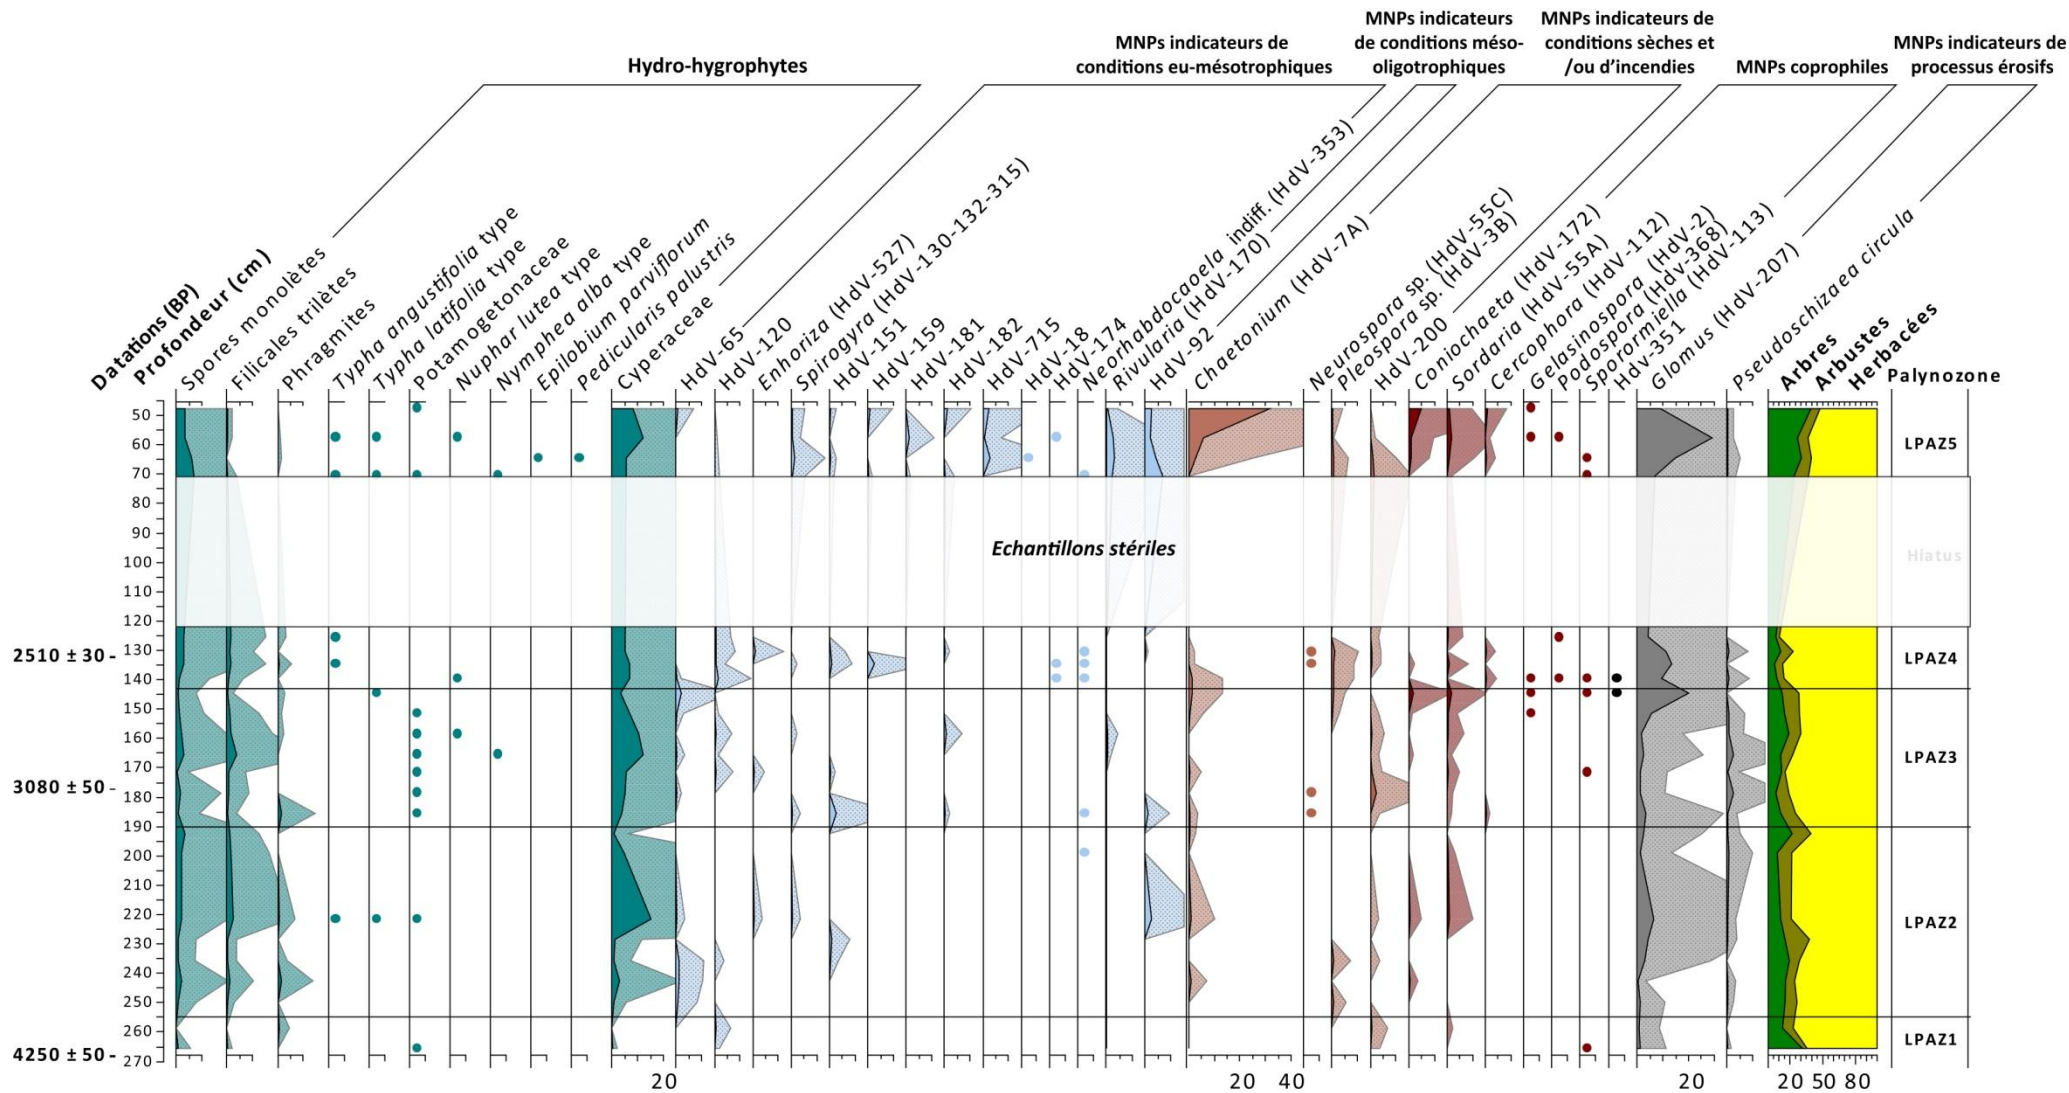 Hydro-hygrophytes
MNPs indicateurs de
conditions eu-mésotrophiques
MNPs indicateurs
de conditions méso-
oligotrophiques
MNPs indicateurs de
conditions sèches et
/ou d'incendies
MNPs coprophiles
MNPs indicateurs de
processus érosifs
Datations (BP)
Profondeur (cm)
Spores monolètes
Filicales trilètes
Phragmites
Typha angustifolia type
Typha latifolia type
Potamogetonaceae
Nuphar lutea type
Nymphea alba type
Epilobium parviflorum
Pedicularis palustris
Cyperaceae
HdV-65
HdV-120
Enhoriza (HdV-527)
Spirogyra (HdV-130-132-315)
HdV-151
HdV-159
HdV-181
HdV-182
HdV-715
HdV-18
HdV-174
Neorhabdocaoela indiff. (HdV-353)
Rivularia (HdV-170)
HdV-92
Chaetonium (HdV-7A)
Neurospora sp. (HdV-55C)
Pleospora sp. (HdV-3B)
HdV-200
Coniochaeta (HdV-172)
Sordaria (HdV-55A)
Cercophora (HdV-112)
Gelasinospora (HdV-2)
Podospora (HdV-368)
Sporormiella (HdV-113)
HdV-351
Glomus (HdV-207)
Pseudoschizaea circula
Arbres
Arbustes
Herbacées
Palynozone
50
60
70
80
90
100
110
120
130
140
150
160
170
180
190
200
210
220
230
240
250
260
270
2510 ± 30 -
3080 ± 50 -
4250 ± 50 -
Echantillons stériles
LPAZ5
Hiatus
LPAZ4
LPAZ3
LPAZ2
LPAZ1
20
20 40
20
20 50 80